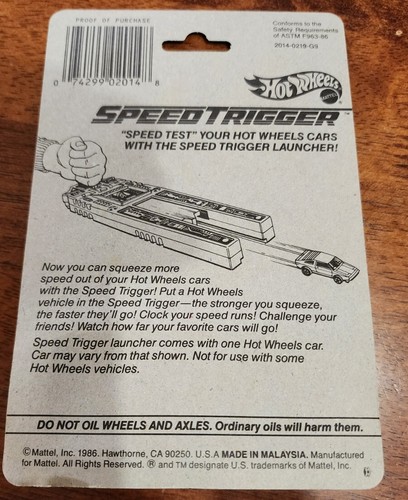 PROOF OF PURCHASE
0 74299 02014 8
Conforms to the
Safety Requirements
of ASTM F963-86
2014-0219-G5
Hot Wheels
MATTEL
SPEED TRIGGER™
"SPEED TEST" YOUR HOT WHEELS CARS
WITH THE SPEED TRIGGER LAUNCHER!
Now you can squeeze more
speed out of your Hot Wheels cars
with the Speed Trigger! Put a Hot Wheels
vehicle in the Speed Trigger—the stronger you squeeze,
the faster they'll go! Clock your speed runs! Challenge your
friends! Watch how far your favorite cars will go!
Speed Trigger launcher comes with one Hot Wheels car.
Car may vary from that shown. Not for use with some
Hot Wheels vehicles.
DO NOT OIL WHEELS AND AXLES. Ordinary oils will harm them.
©Mattel, Inc. 1986. Hawthorne, CA 90250. U.S.A MADE IN MALAYSIA. Manufactured
for Mattel. All Rights Reserved. ® and TM designate U.S. trademarks of Mattel, Inc.